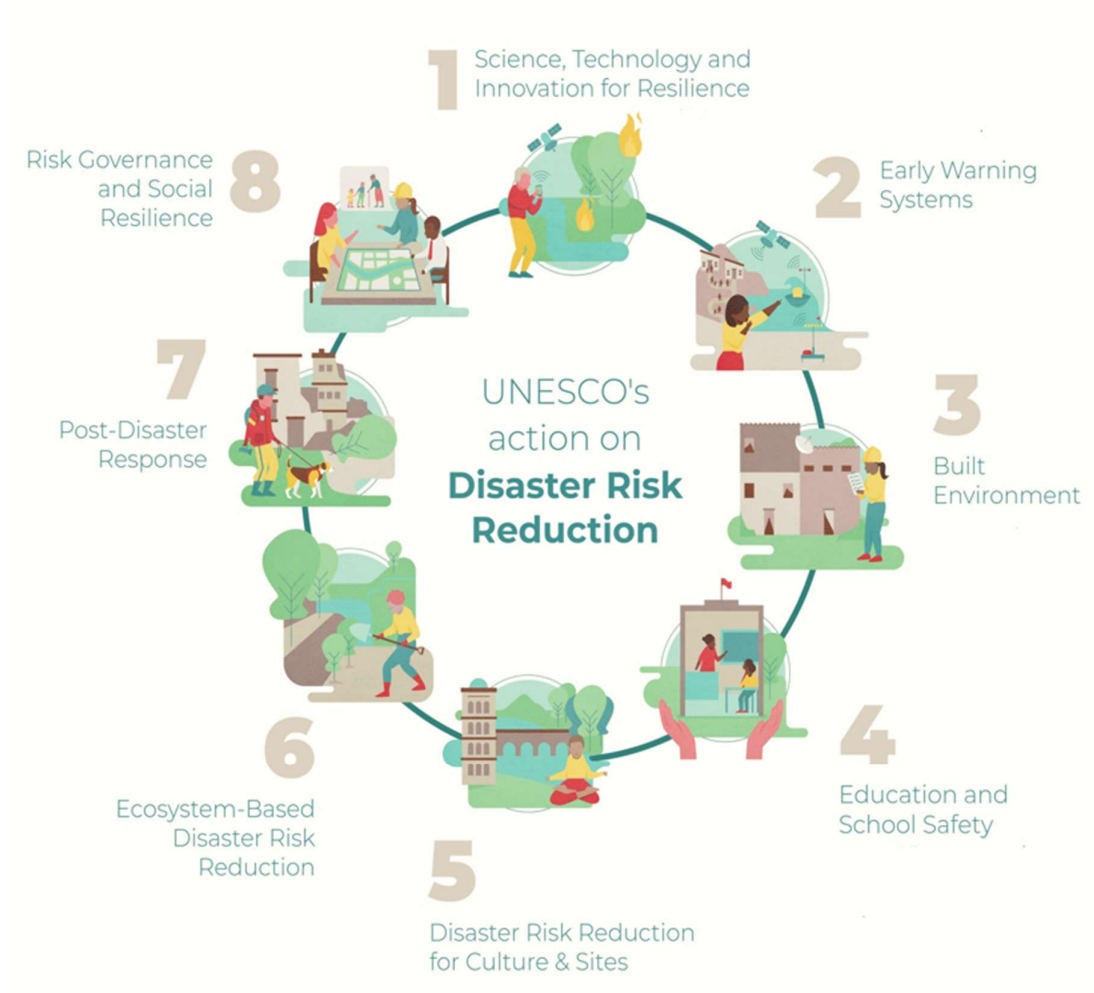 1
Science, Technology and
Innovation for Resilience
2
Early Warning
Systems
3
Built
Environment
4
Education and
School Safety
5
Disaster Risk Reduction
for Culture & Sites
6
Ecosystem-Based
Disaster Risk
Reduction
7
Post-Disaster
Response
8
Risk Governance
and Social
Resilience
UNESCO's
action on
Disaster Risk
Reduction